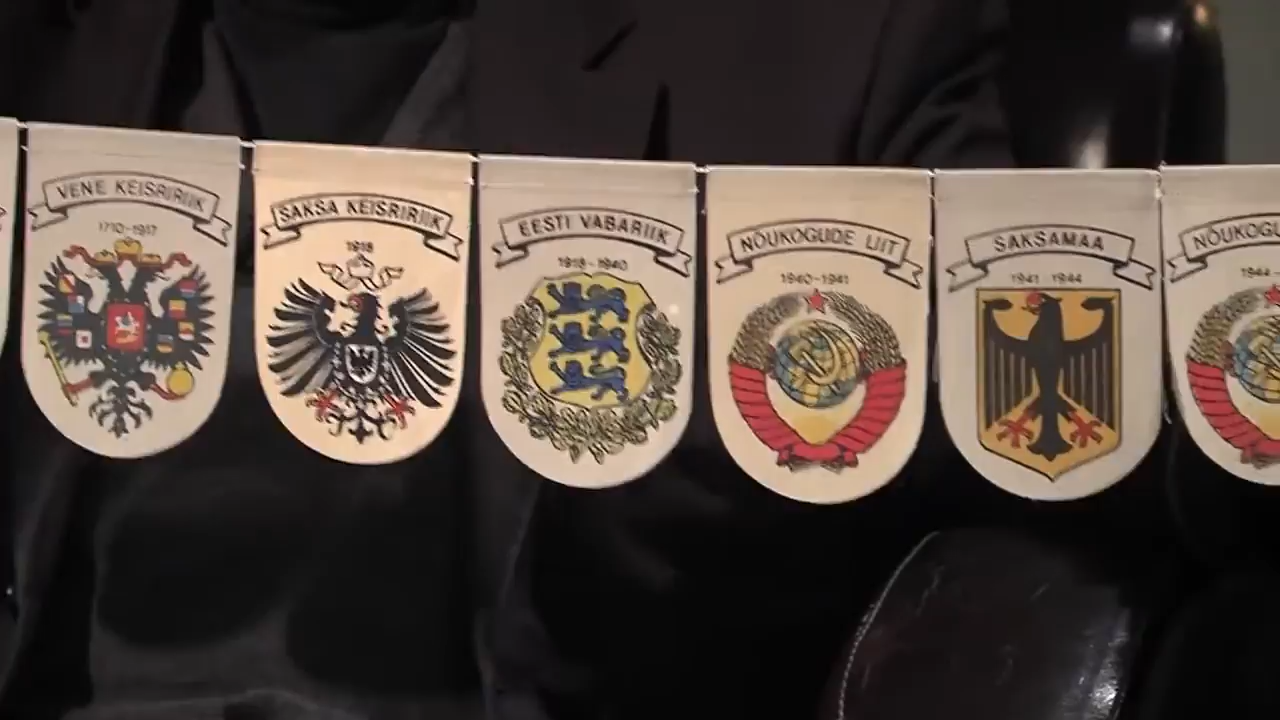 VENE KEISRIRIIK
1710-1917
SAKSA KEISRIRIIK
1918
EESTI VABARIIK
1918-1940
NÕUKOGUDE LIIT
1940-1941
SAKSAMAA
1941-1944
NÕUKOGU
1944-